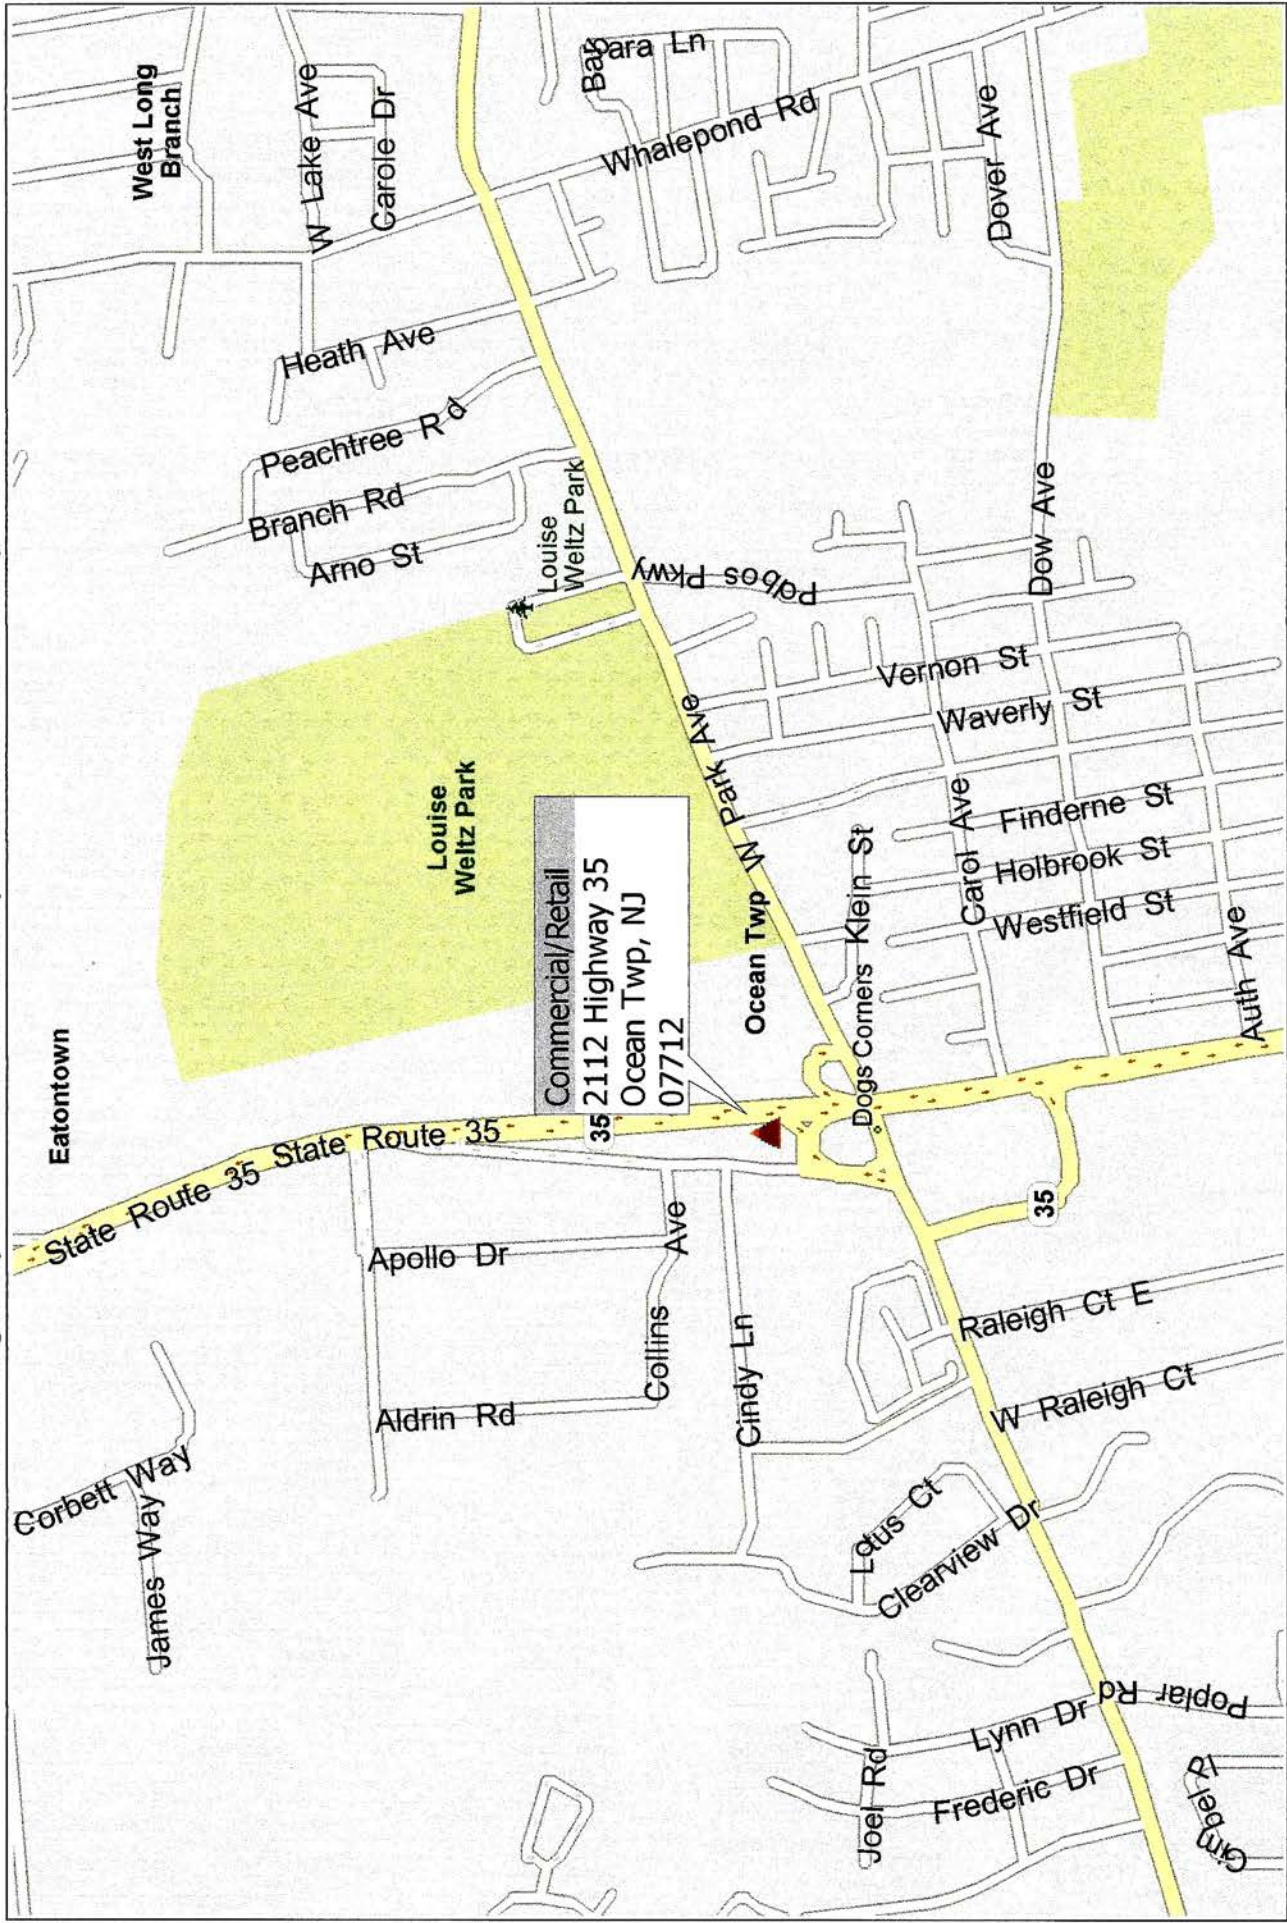 Eatontown
West Long
Branch
W Lake Ave
Carole Dr
Barbara Ln
Whalepond Rd
Dover Ave
Heath Ave
Peachtree Rd
Branch Rd
Arno St
Louise
Weltz Park
Louise
Weltz Park
Pdbos Pkwy
Dow Ave
Vernon St
Waverly St
W Park Ave
Carol Ave
Finderne St
Holbrook St
Westfield St
Klein St
Auth Ave
Ocean Twp
Dogs Corners
Commercial/Retail
2112 Highway 35
Ocean Twp, NJ
07712
State Route 35
State Route 35
35
35
Apollo Dr
Collins Ave
Aldrin Rd
Cindy Ln
Raleigh Ct E
W Raleigh Ct
Corbett Way
James Way
Lotus Ct
Clearview Dr
Joel Rd
Lynn Dr
Frederic Dr
Poplar Rd
Gimbel Pl